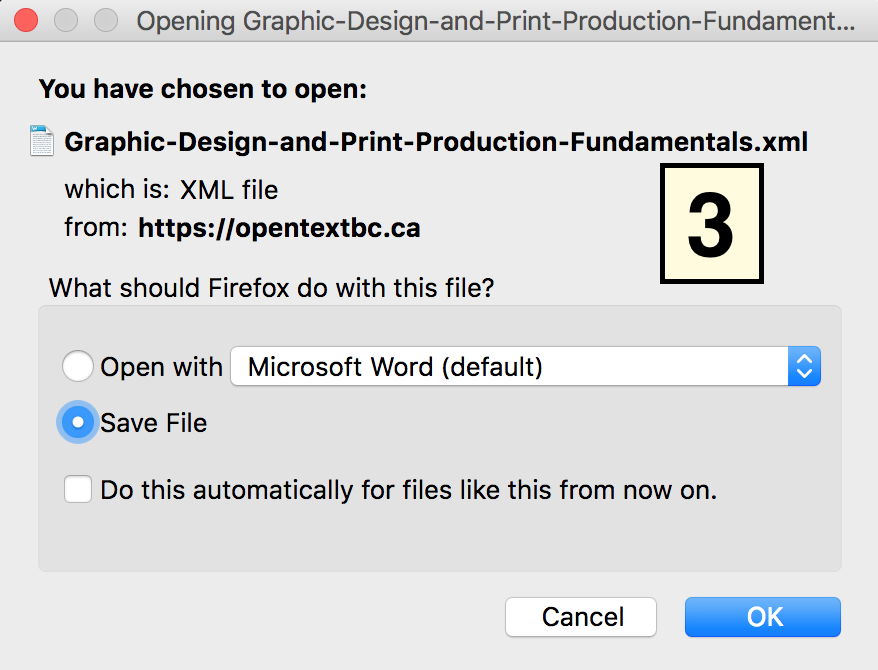 Opening Graphic-Design-and-Print-Production-Fundament...
You have chosen to open:
Graphic-Design-and-Print-Production-Fundamentals.xml
which is: XML file
from: https://opentextbc.ca
3
What should Firefox do with this file?
Open with Microsoft Word (default)
Save File
Do this automatically for files like this from now on.
Cancel OK